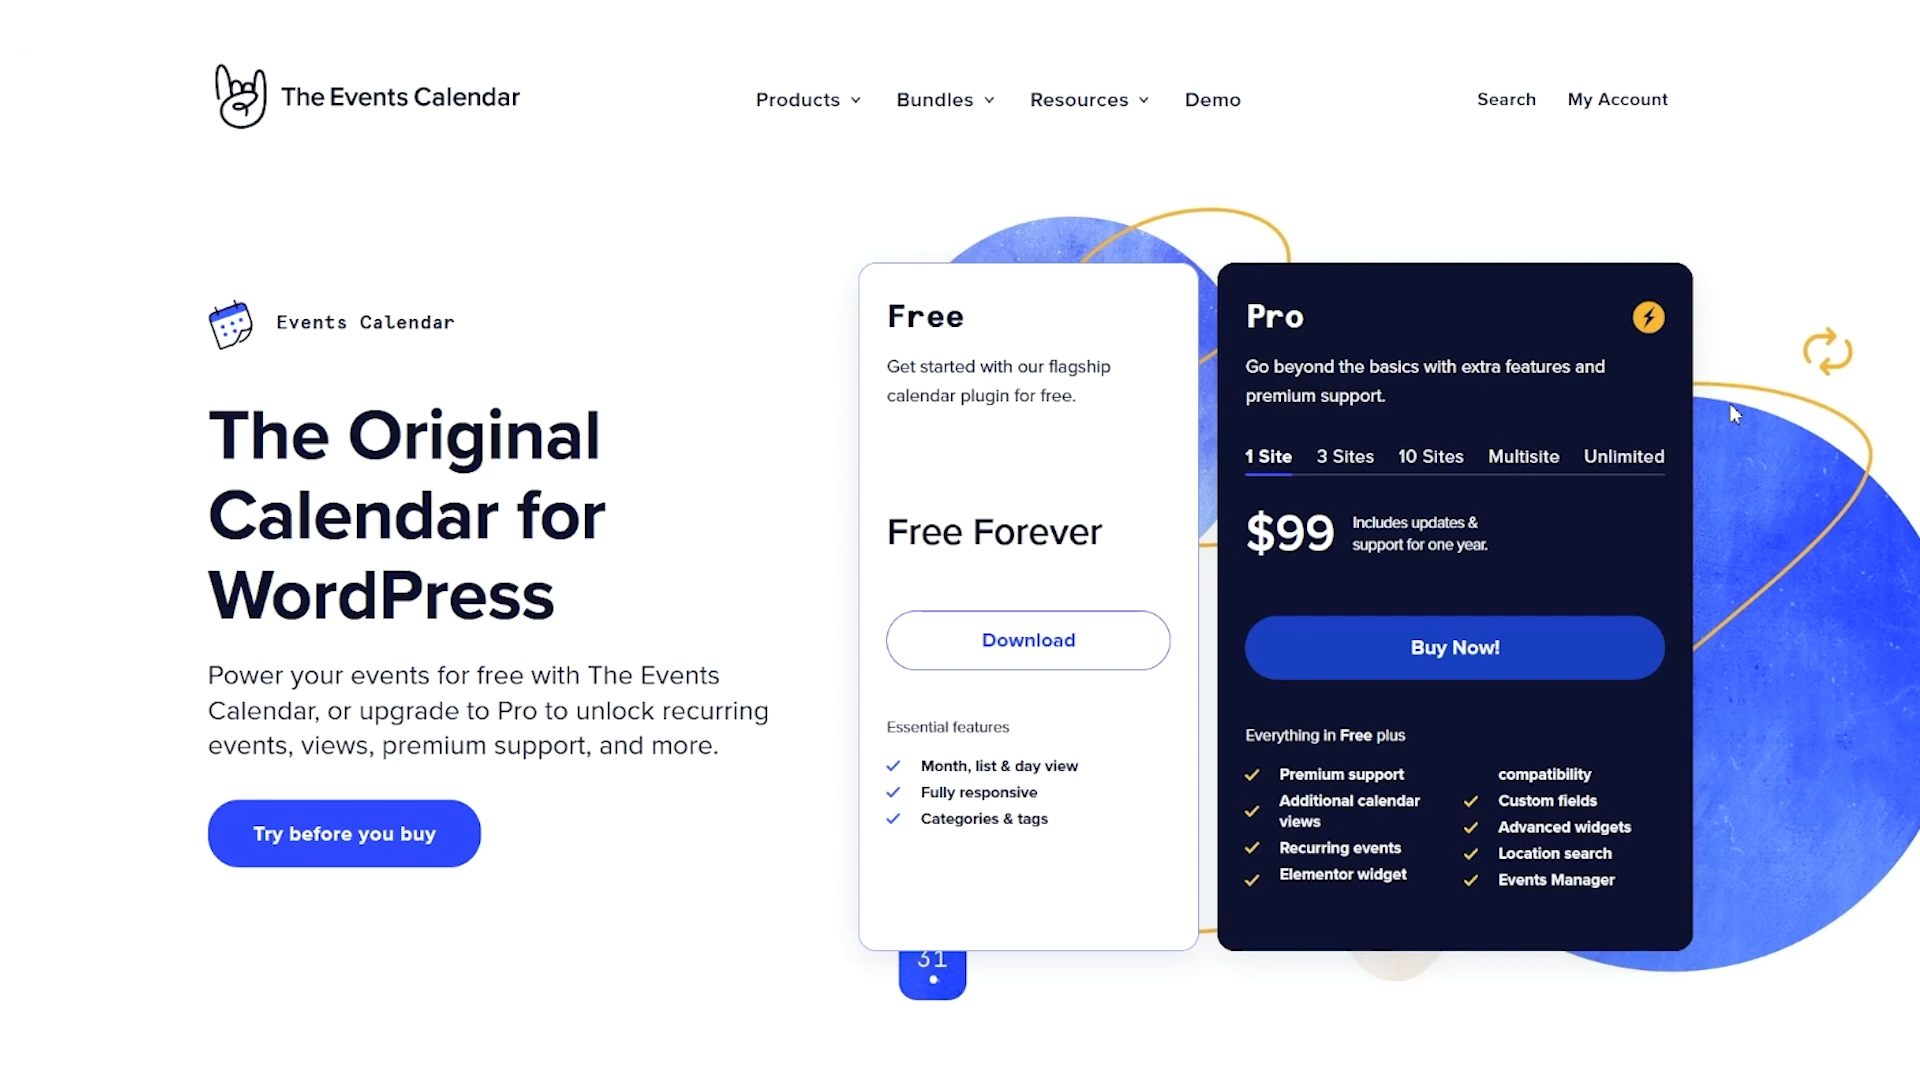 The Events Calendar
Products
Bundles
Resources
Demo
Search
My Account
Events Calendar
The Original
Calendar for
WordPress
Power your events for free with The Events
Calendar, or upgrade to Pro to unlock recurring
events, views, premium support, and more.
Try before you buy
Free
Get started with our flagship
calendar plugin for free.
Free Forever
Download
Essential features
Month, list & day view
Fully responsive
Categories & tags
31
Pro
Go beyond the basics with extra features and
premium support.
1 Site
3 Sites
10 Sites
Multisite
Unlimited
$99
Includes updates &
support for one year.
Buy Now!
Everything in Free plus
Premium support
Additional calendar
views
Recurring events
Elementor widget
compatibility
Custom fields
Advanced widgets
Location search
Events Manager